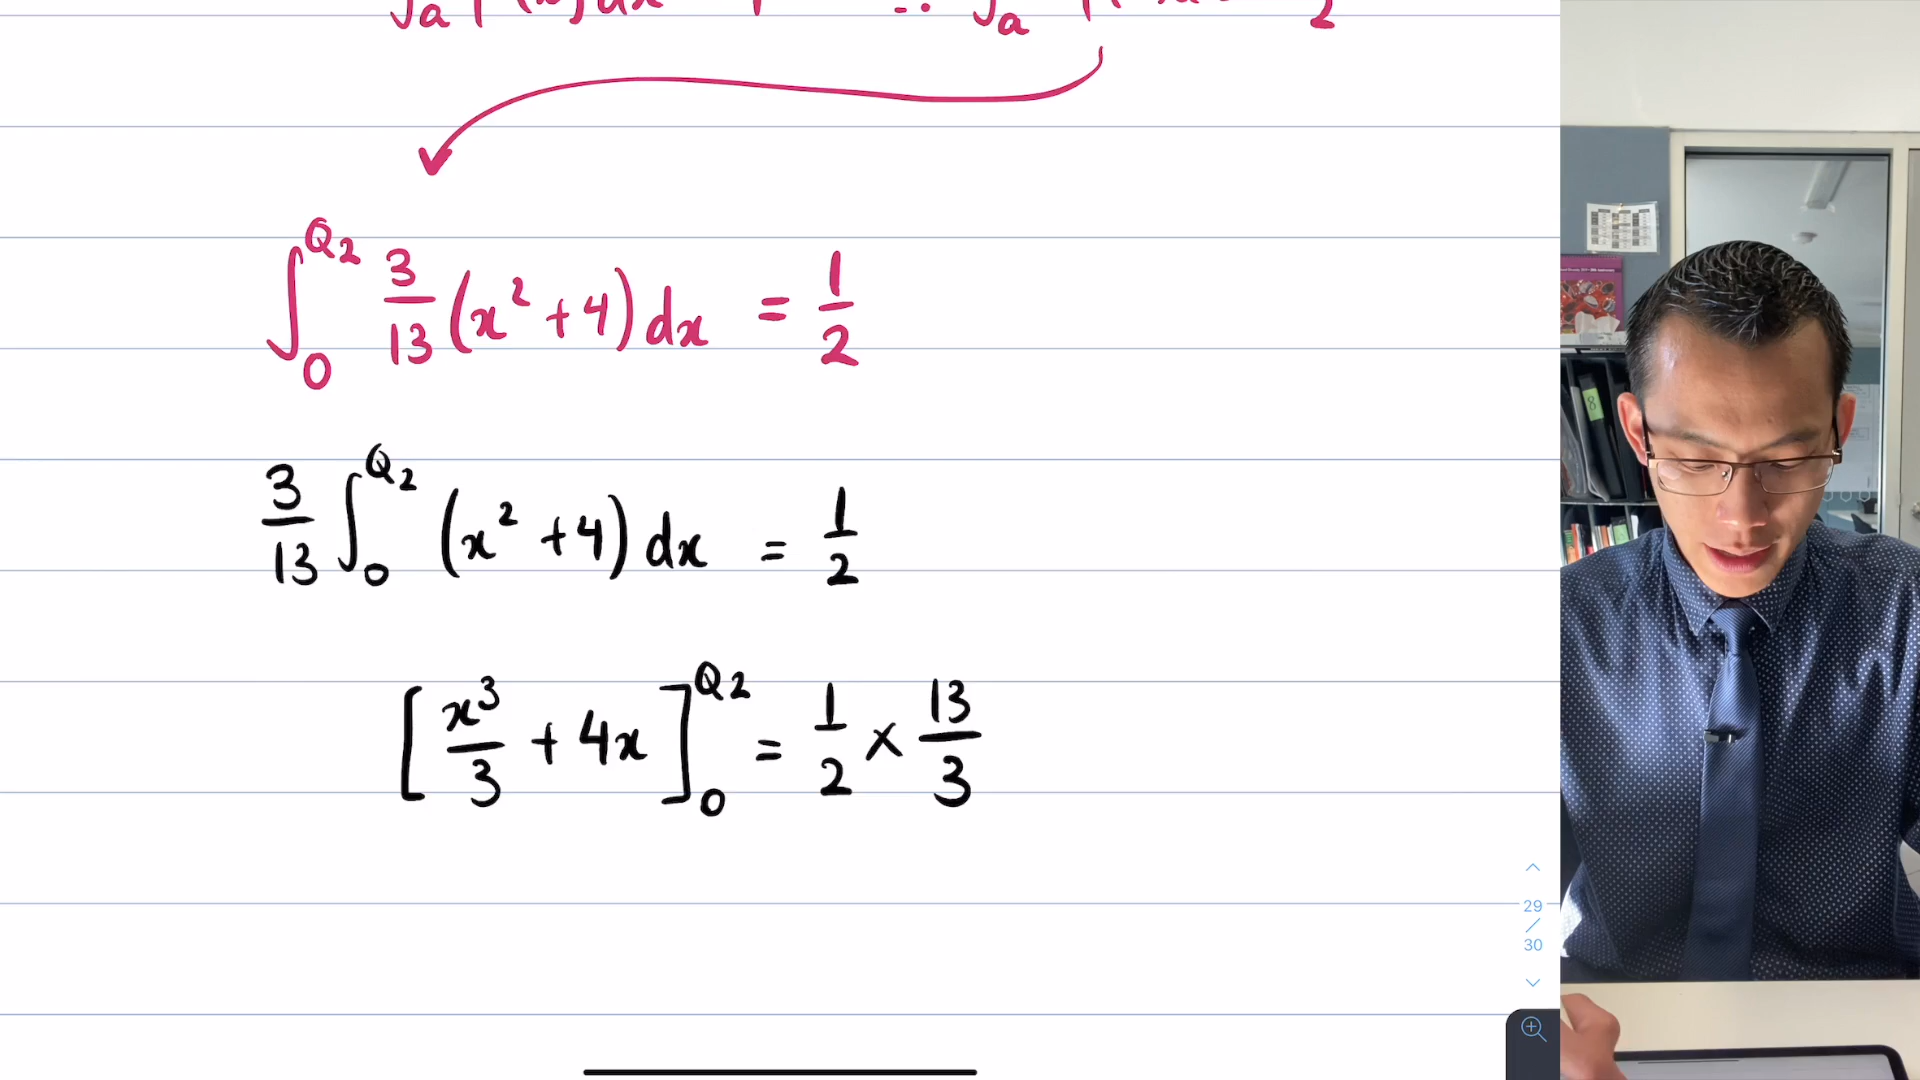 ∫₀^Q₂ 3/13 (x² + 4) dx = 1/2
3/13 ∫₀^Q₂ (x² + 4) dx = 1/2
[x³/3 + 4x]₀^Q₂ = 1/2 × 13/3
29
/
30
8